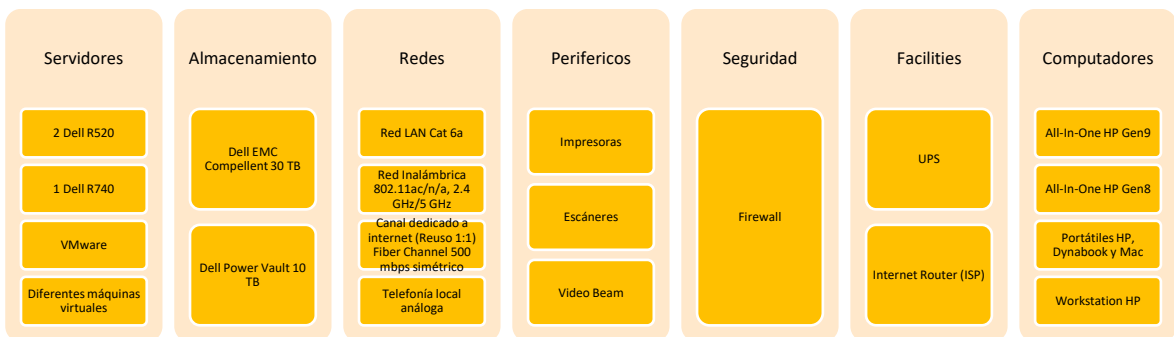 Servidores
2 Dell R520
1 Dell R740
VMware
Diferentes máquinas
virtuales
Almacenamiento
Dell EMC
Compellent 30 TB
Dell Power Vault 10
TB
Redes
Red LAN Cat 6a
Red Inalámbrica
802.11ac/n/a, 2.4
GHz/5 GHz
Canal dedicado a
internet (Reuso 1:1)
Fiber Channel 500
mbps simétrico
Telefonía local
análoga
Perifericos
Impresoras
Escáneres
Video Beam
Seguridad
Firewall
Facilities
UPS
Internet Router (ISP)
Computadores
All-In-One HP Gen9
All-In-One HP Gen8
Portátiles HP,
Dynabook y Mac
Workstation HP